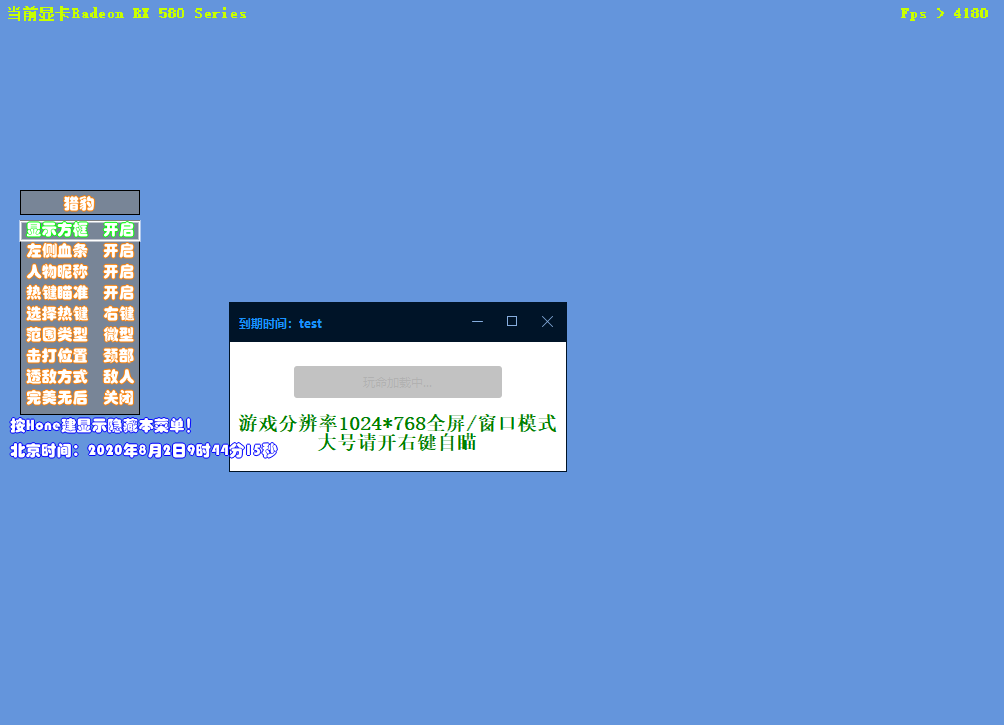 当前显卡Radeon RX 580 Series
Fps > 4180
猎豹
显示方框 开启
左侧血条 开启
人物昵称 开启
热键瞄准 开启
选择热键 右键
范围类型 微型
击打位置 颈部
透敌方式 敌人
完美无后 关闭
按Home建显示隐藏本菜单!
北京时间：2020年8月2日9时44分15秒
到期时间：test
玩命加载中...
游戏分辨率1024*768全屏/窗口模式
大号请开右键自瞄